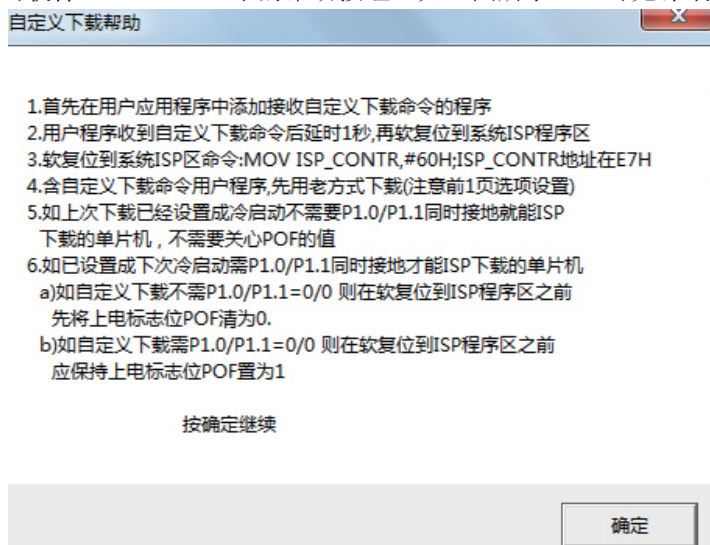 自定义下载帮助
1.首先在用户应用程序中添加接收自定义下载命令的程序
2.用户程序收到自定义下载命令后延时1秒,再软复位到系统ISP程序区
3.软复位到系统ISP区命令:MOV ISP_CONTR,#60H;ISP_CONTR地址在E7H
4.含自定义下载命令用户程序,先用老方式下载(注意前1页选项设置)
5.如上次下载已经设置成冷启动不需要P1.0/P1.1同时接地就能ISP
下载的单片机，不需要关心POF的值
6.如已设置成下次冷启动需P1.0/P1.1同时接地才能ISP下载的单片机
a)如自定义下载不需P1.0/P1.1=0/0 则在软复位到ISP程序区之前
先将上电标志位POF清为0.
b)如自定义下载需P1.0/P1.1=0/0 则在软复位到ISP程序区之前
应保持上电标志位POF置为1
按确定继续
确定